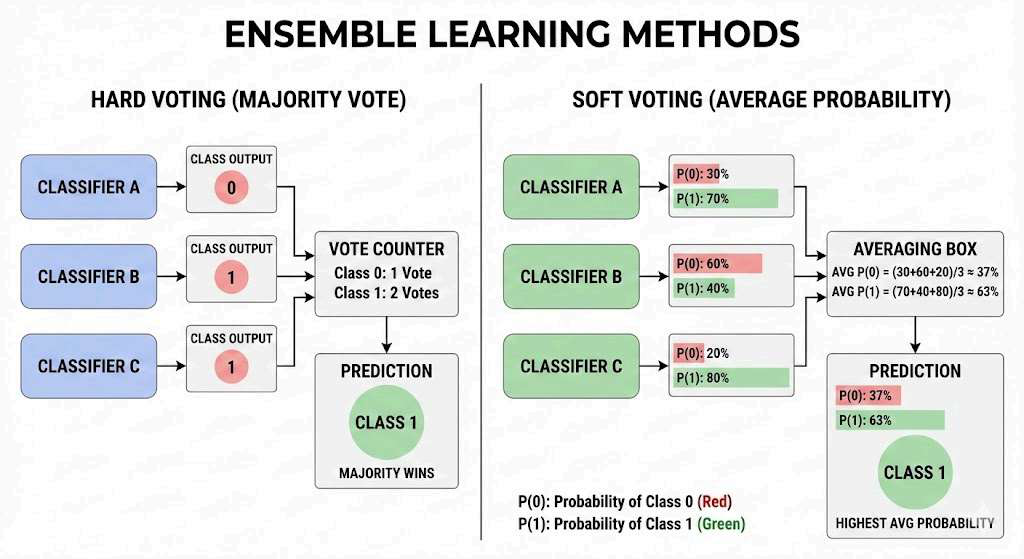 ENSEMBLE LEARNING METHODS
HARD VOTING (MAJORITY VOTE)
CLASSIFIER A
CLASS OUTPUT
0
CLASSIFIER B
CLASS OUTPUT
1
CLASSIFIER C
CLASS OUTPUT
1
VOTE COUNTER
Class 0: 1 Vote
Class 1: 2 Votes
PREDICTION
CLASS 1
MAJORITY WINS
SOFT VOTING (AVERAGE PROBABILITY)
CLASSIFIER A
P(0): 30%
P(1): 70%
CLASSIFIER B
P(0): 60%
P(1): 40%
CLASSIFIER C
P(0): 20%
P(1): 80%
AVERAGING BOX
AVG P(0) = (30+60+20)/3 ≈ 37%
AVG P(1) = (70+40+80)/3 ≈ 63%
PREDICTION
P(0): 37%
P(1): 63%
CLASS 1
HIGHEST AVG PROBABILITY
P(0): Probability of Class 0 (Red)
P(1): Probability of Class 1 (Green)